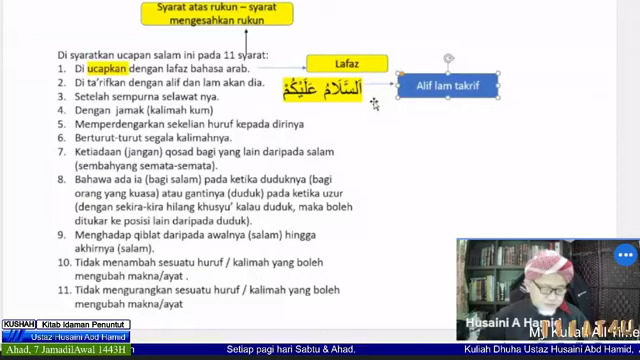 Syarat atas rukun – syarat
mengesahkan rukun
Di syaratkan ucapan salam ini pada 11 syarat:
1. Di ucapkan dengan lafaz bahasa arab.
Lafaz
2. Di ta'rifkan dengan alif dan lam akan dia.
اَلسَّلَامُ عَلَيْكُمْ
Alif lam takrif
3. Setelah sempurna selawat nya.
4. Dengan jamak (kalimah kum)
5. Memperdengarkan sekelian huruf kepada dirinya
6. Berturut-turut segala kalimahnya.
7. Ketiadaan (jangan) qosad bagi yang lain daripada salam
(sembahyang semata-semata).
8. Bahawa ada ia (bagi salam) pada ketika duduknya (bagi
orang yang kuasa) atau gantinya (duduk) pada ketika uzur
(dengan sekira-kira hilang khusyu' kalau duduk, maka boleh
ditukar ke posisi lain daripada duduk).
9. Menghadap qiblat daripada awalnya (salam) hingga
akhirnya (salam).
10. Tidak menambah sesuatu huruf / kalimah yang boleh
mengubah makna/ayat .
11. Tidak mengurangkan sesuatu huruf / kalimah yang boleh
mengubah makna/ayat
Husaini A Hamid
KUSHAH Kitab Idaman Penuntut
Ustaz Husaini Abd Hamid
Ahad, 7 JamadilAwal 1443H
Setiap pagi hari Sabtu & Ahad.
Kuliah Dhuha Ustaz Husaini Abd Hamid,